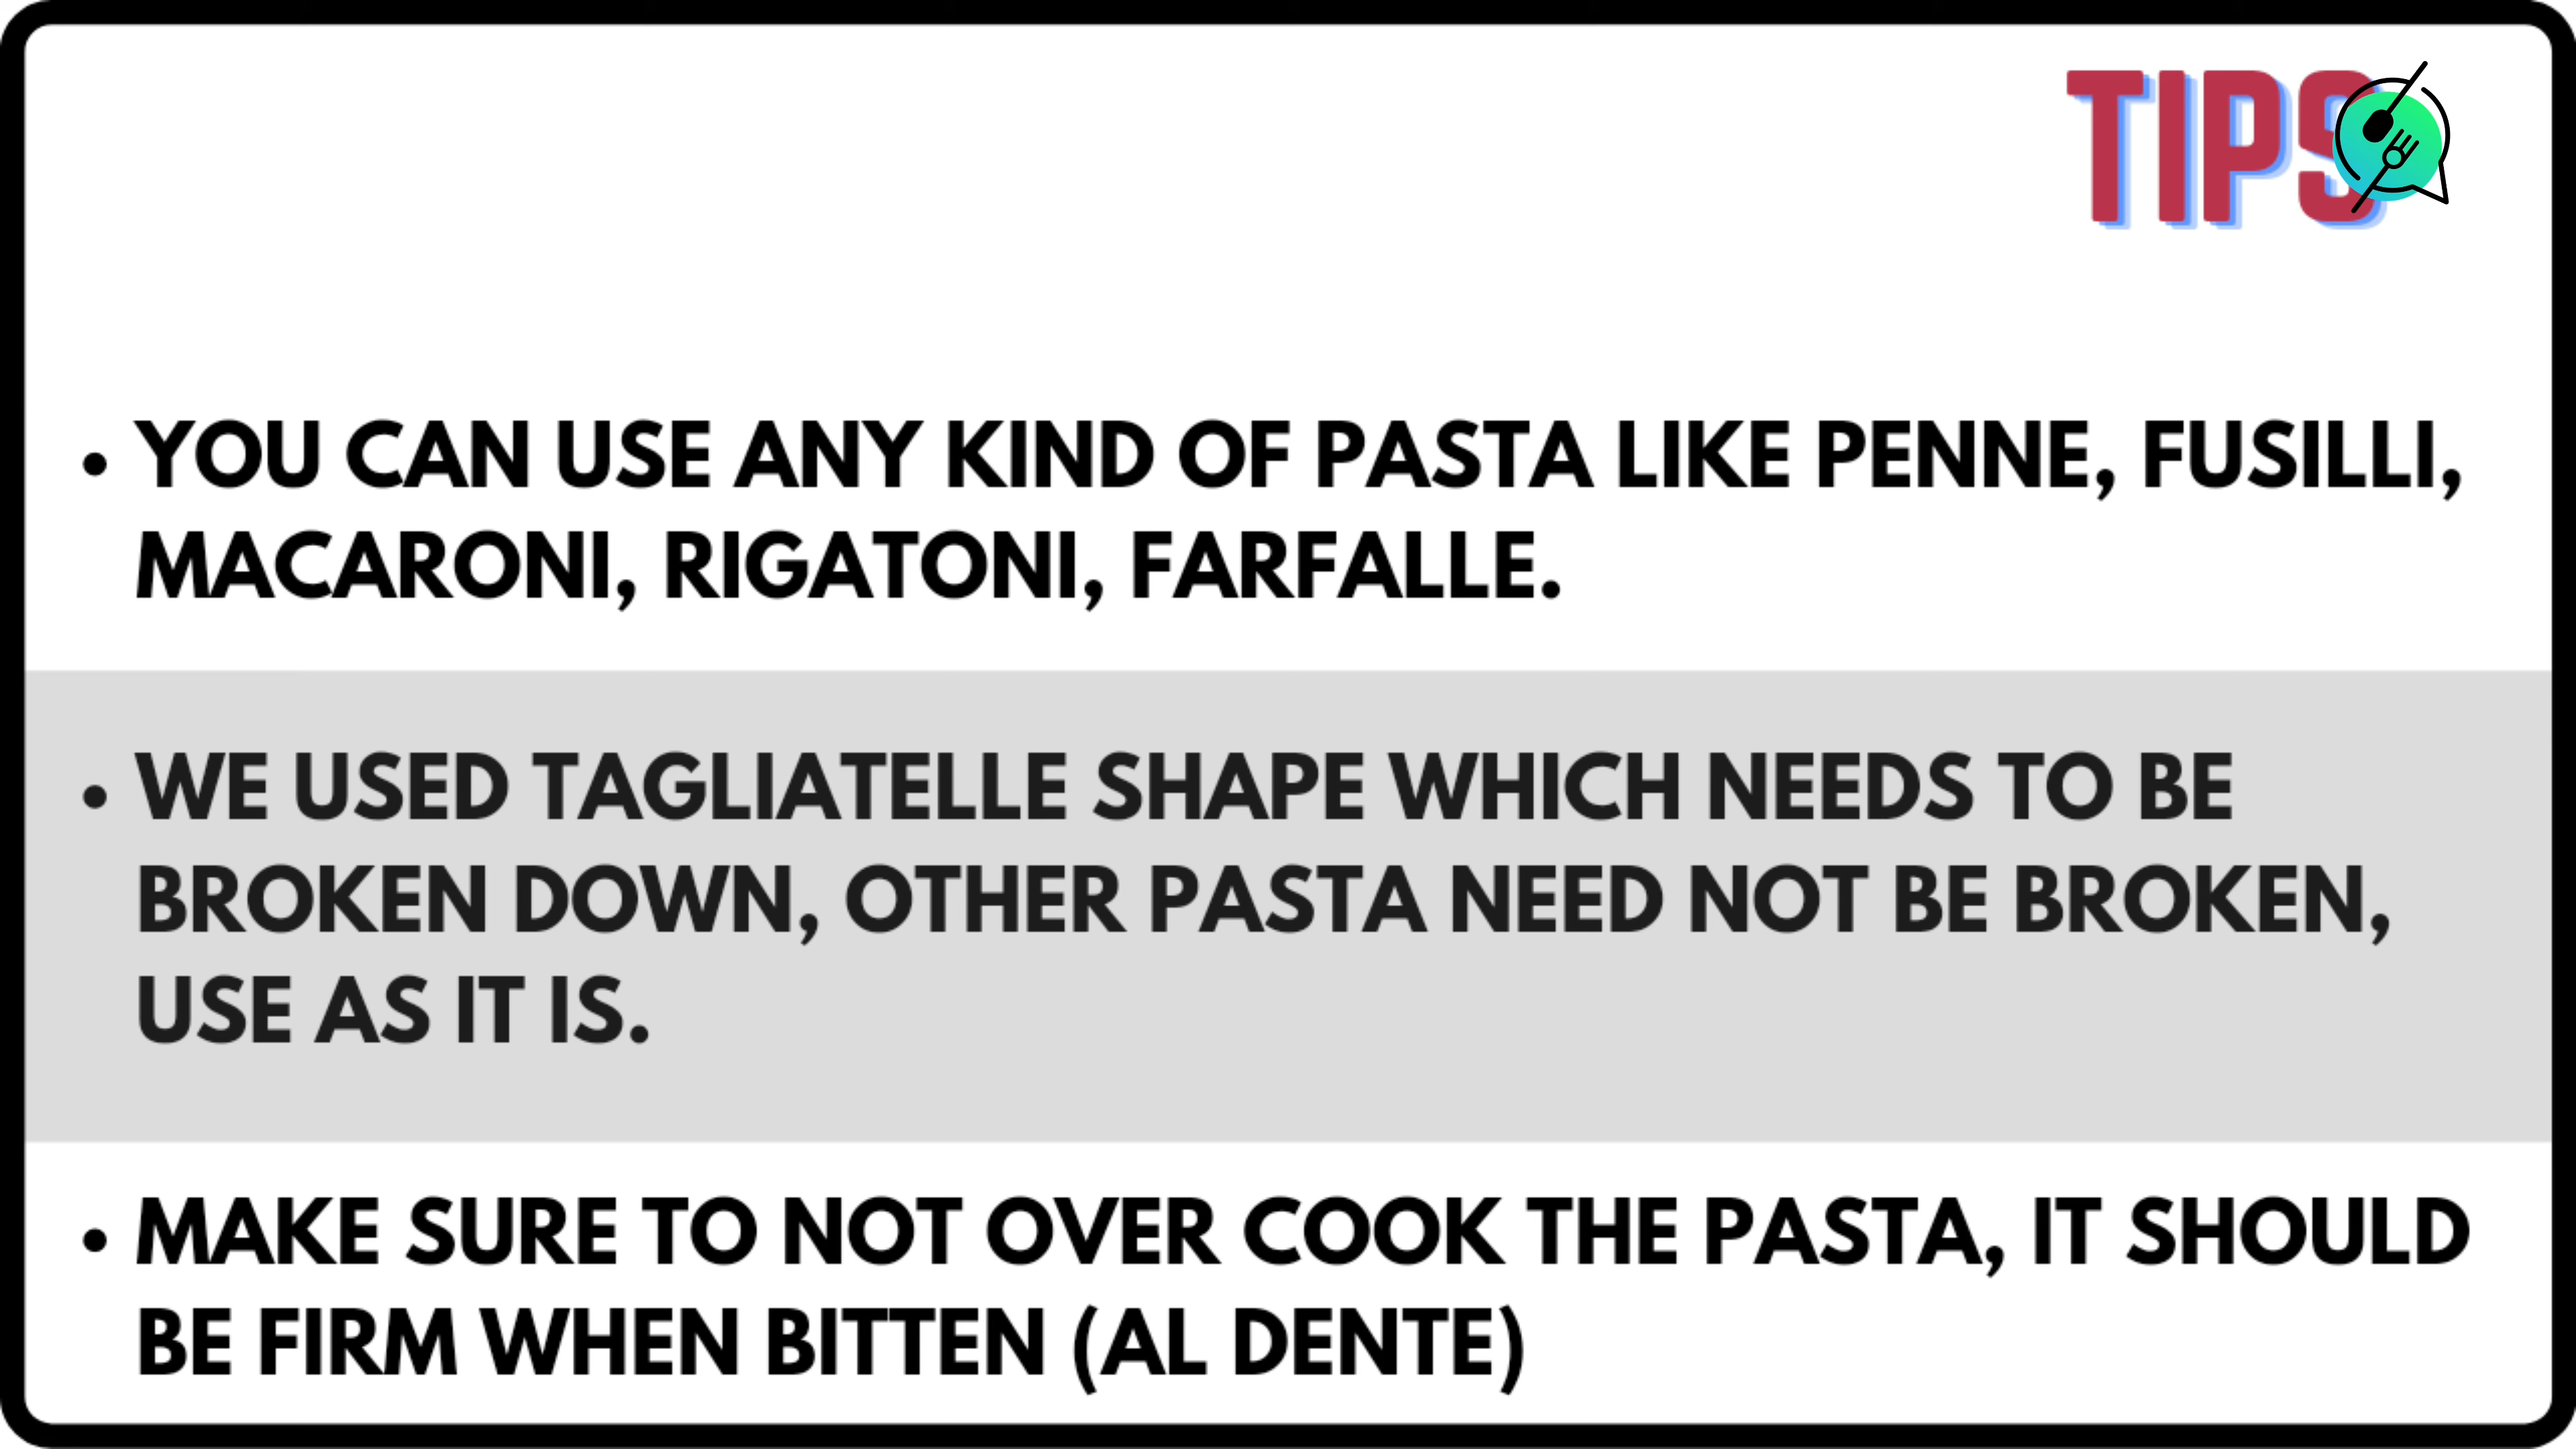 TIPS
• YOU CAN USE ANY KIND OF PASTA LIKE PENNE, FUSILLI,
MACARONI, RIGATONI, FARFALLE.
• WE USED TAGLIATELLE SHAPE WHICH NEEDS TO BE
BROKEN DOWN, OTHER PASTA NEED NOT BE BROKEN,
USE AS IT IS.
• MAKE SURE TO NOT OVER COOK THE PASTA, IT SHOULD
BE FIRM WHEN BITTEN (AL DENTE)